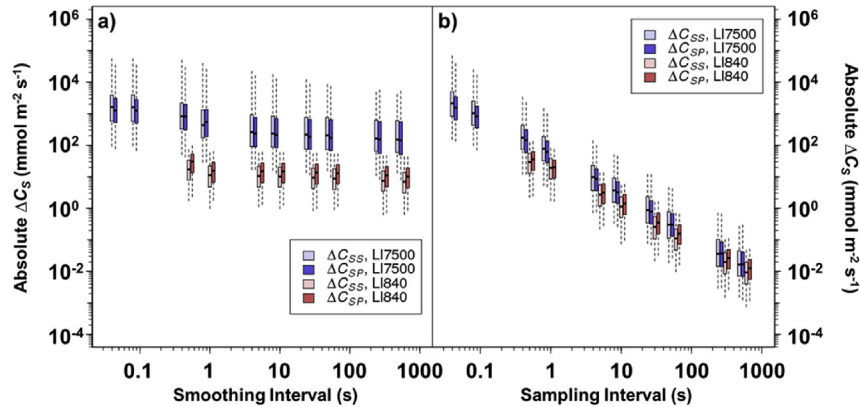 a)
b)
10⁶
10⁴
10²
10⁰
10⁻²
10⁻⁴
Absolute ΔC_S (mmol m⁻² s⁻¹)
ΔC_SS, LI7500
ΔC_SP, LI7500
ΔC_SS, LI840
ΔC_SP, LI840
0.1 1 10 100 1000
Smoothing Interval (s)
ΔC_SS, LI7500
ΔC_SP, LI7500
ΔC_SS, LI840
ΔC_SP, LI840
0.1 1 10 100 1000
Sampling Interval (s)
10⁶
10⁴
10²
10⁰
10⁻²
10⁻⁴
Absolute ΔC_S (mmol m⁻² s⁻¹)